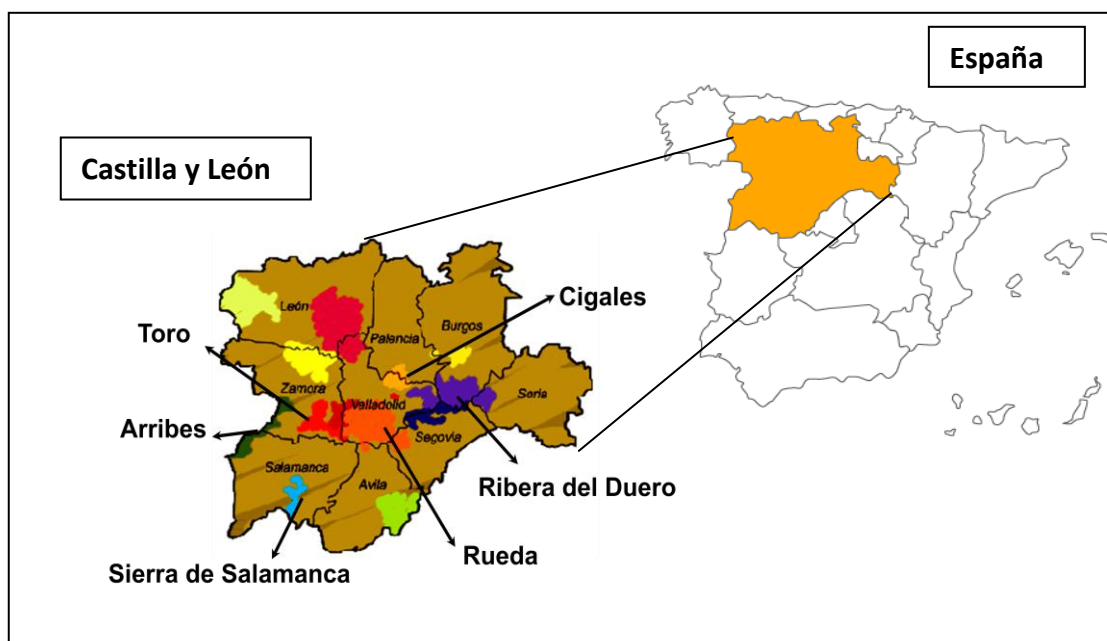 España
Castilla y León
Cigales
Toro
Arribes
Ribera del Duero
Rueda
Sierra de Salamanca
León
Palencia
Burgos
Zamora
Valladolid
Soria
Segovia
Salamanca
Avila